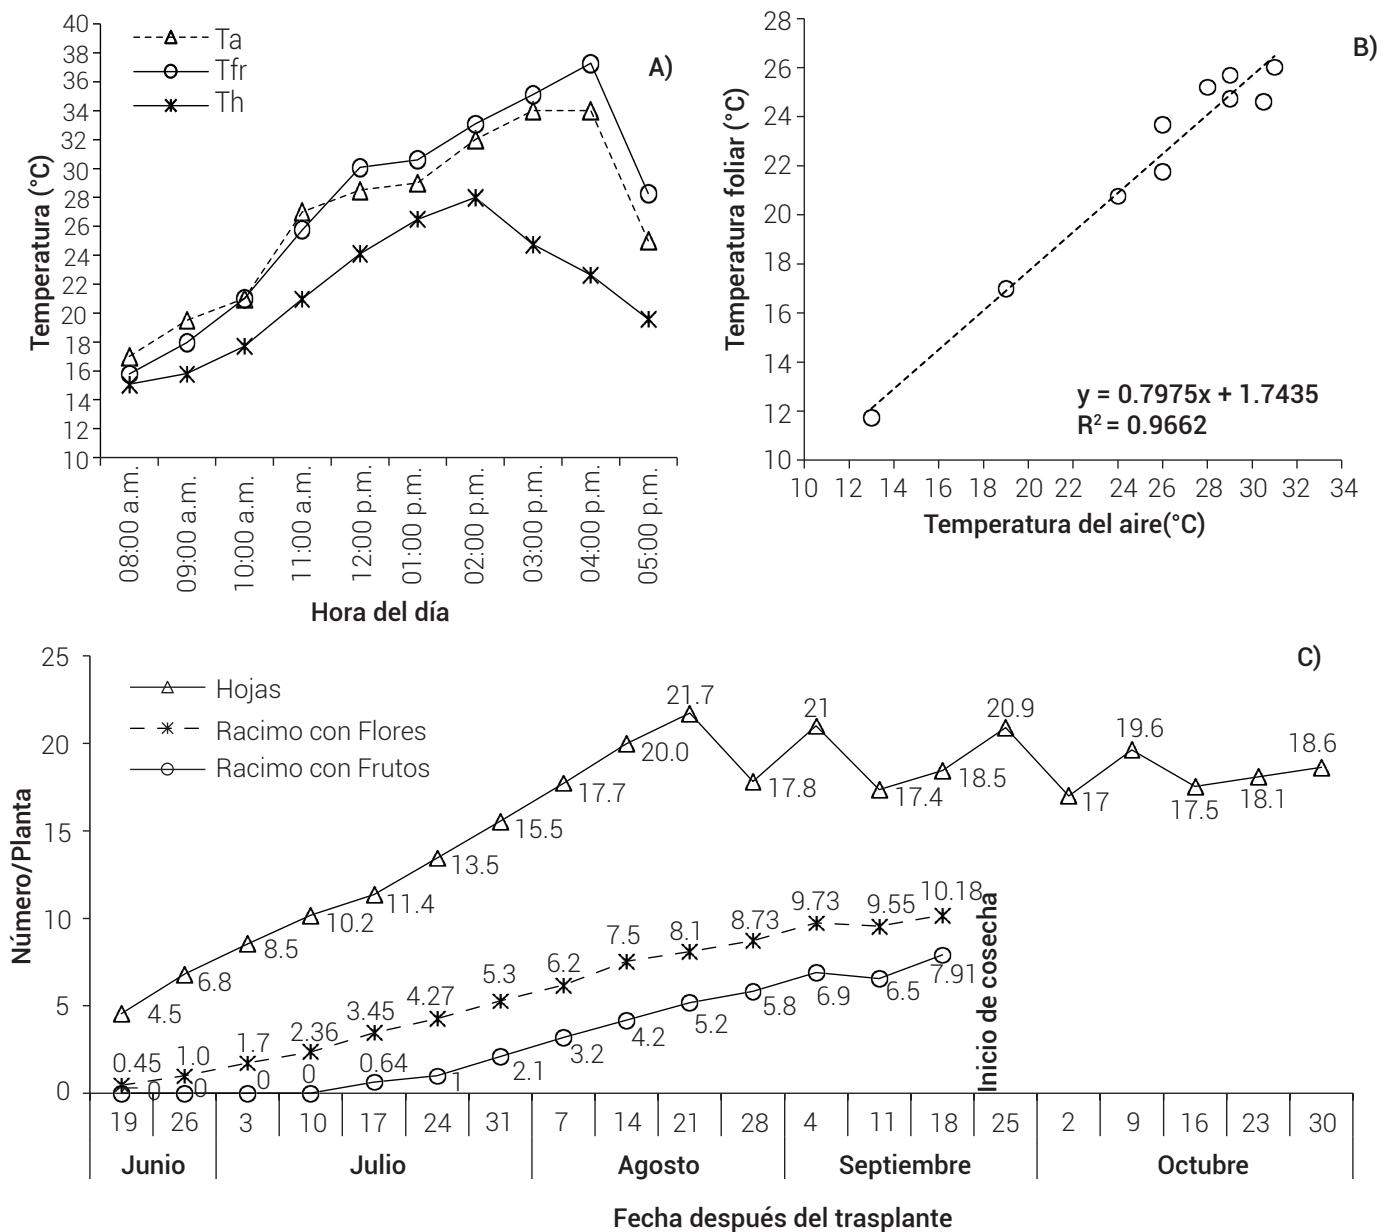 A)
Ta
Tfr
Th
Temperatura (°C)
40
38
36
34
32
30
28
26
24
22
20
18
16
14
12
10
08:00 a.m.
09:00 a.m.
10:00 a.m.
11:00 a.m.
12:00 p.m.
01:00 p.m.
02:00 p.m.
03:00 p.m.
04:00 p.m.
05:00 p.m.
Hora del día
B)
Temperatura foliar (°C)
28
26
24
22
20
18
16
14
12
10
y = 0.7975x + 1.7435
R² = 0.9662
10 12 14 16 18 20 22 24 26 28 30 32 34
Temperatura del aire(°C)
C)
Hojas
Racimo con Flores
Racimo con Frutos
Número/Planta
25
20
15
10
5
0
4.5 6.8 8.5 10.2 11.4 13.5 15.5 17.7 20.0 21.7 17.8 21 17.4 18.5 20.9 17 19.6 17.5 18.1 18.6
0.45 1.0 1.7 2.36 3.45 4.27 5.3 6.2 7.5 8.1 8.73 9.73 9.55 10.18
0 0 0 0 0.64 1 2.1 3.2 4.2 5.2 5.8 6.9 6.5 7.91
Inicio de cosecha
19 26 3 10 17 24 31 7 14 21 28 4 11 18 25 2 9 16 23 30
Junio Julio Agosto Septiembre Octubre
Fecha después del trasplante